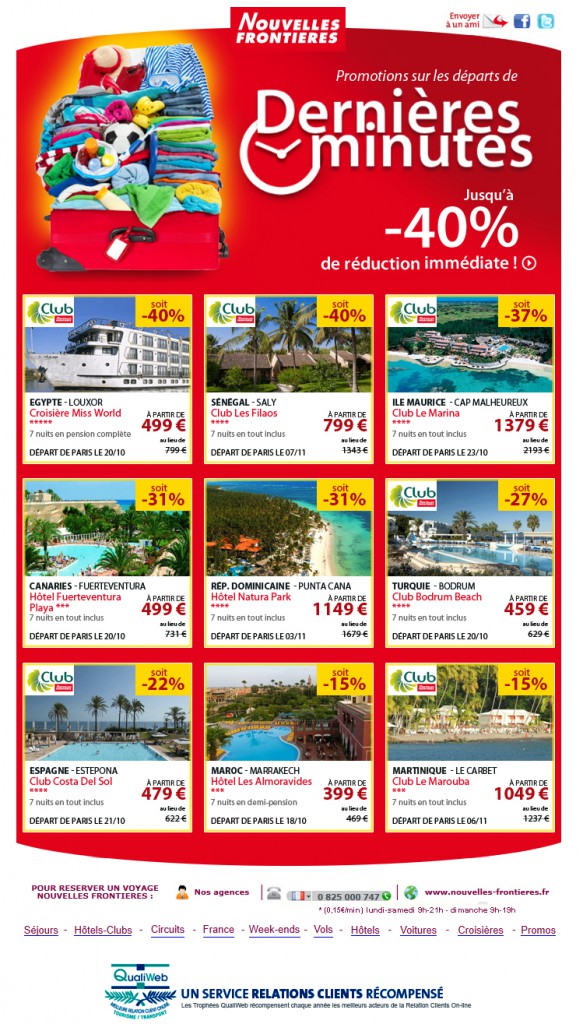 NOUVELLES
FRONTIERES
Envoyer
à un ami
Promotions sur les départs de
Dernières
minutes
Jusqu'à
-40%
de réduction immédiate !
Club
soit
-40%
EGYPTE - LOUXOR
Croisière Miss World
*****
7 nuits en pension complète
À PARTIR DE
499 €
au lieu de
799 €
DÉPART DE PARIS LE 20/10
soit
-40%
SÉNÉGAL - SALY
Club Les Filaos
****
7 nuits en tout inclus
À PARTIR DE
799 €
au lieu de
1343 €
DÉPART DE PARIS LE 07/11
Club
soit
-37%
ILE MAURICE - CAP MALHEUREUX
Club Le Marina
****
7 nuits en tout inclus
À PARTIR DE
1379 €
au lieu de
2193 €
DÉPART DE PARIS LE 23/10
soit
-31%
CANARIES - FUERTEVENTURA
Hôtel Fuerteventura
Playa ***
7 nuits en tout inclus
À PARTIR DE
499 €
au lieu de
731 €
DÉPART DE PARIS LE 20/10
soit
-31%
RÉP. DOMINICAINE - PUNTA CANA
Hôtel Natura Park
****
7 nuits en tout inclus
À PARTIR DE
1149 €
au lieu de
1679 €
DÉPART DE PARIS LE 03/11
Club
soit
-27%
TURQUIE - BODRUM
Club Bodrum Beach
****
7 nuits en tout inclus
À PARTIR DE
459 €
au lieu de
629 €
DÉPART DE PARIS LE 20/10
Club
soit
-22%
ESPAGNE - ESTEPONA
Club Costa Del Sol
****
7 nuits en tout inclus
À PARTIR DE
479 €
au lieu de
622 €
DÉPART DE PARIS LE 21/10
soit
-15%
MAROC - MARRAKECH
Hôtel Les Almoravides
***
7 nuits en demi-pension
À PARTIR DE
399 €
au lieu de
469 €
DÉPART DE PARIS LE 18/10
Club
soit
-15%
MARTINIQUE - LE CARBET
Club Le Marouba
****
7 nuits en tout inclus
À PARTIR DE
1049 €
au lieu de
1237 €
DÉPART DE PARIS LE 06/11
POUR RESERVER UN VOYAGE
NOUVELLES FRONTIERES :
Nos agences
0 825 000 747
www.nouvelles-frontieres.fr
* (0,15€/min) lundi-samedi 9h-21h - dimanche 9h-19h
Séjours - Hôtels-Clubs - Circuits - France - Week-ends - Vols - Hôtels - Voitures - Croisières - Promos
QualiWeb
MEILLEURE RELATION CLIENT ONLINE
TOURISME / TRANSPORT
UN SERVICE RELATIONS CLIENTS RÉCOMPENSÉ
Les Trophées QualiWeb récompensent chaque année les meilleurs acteurs de la Relation Clients On-line